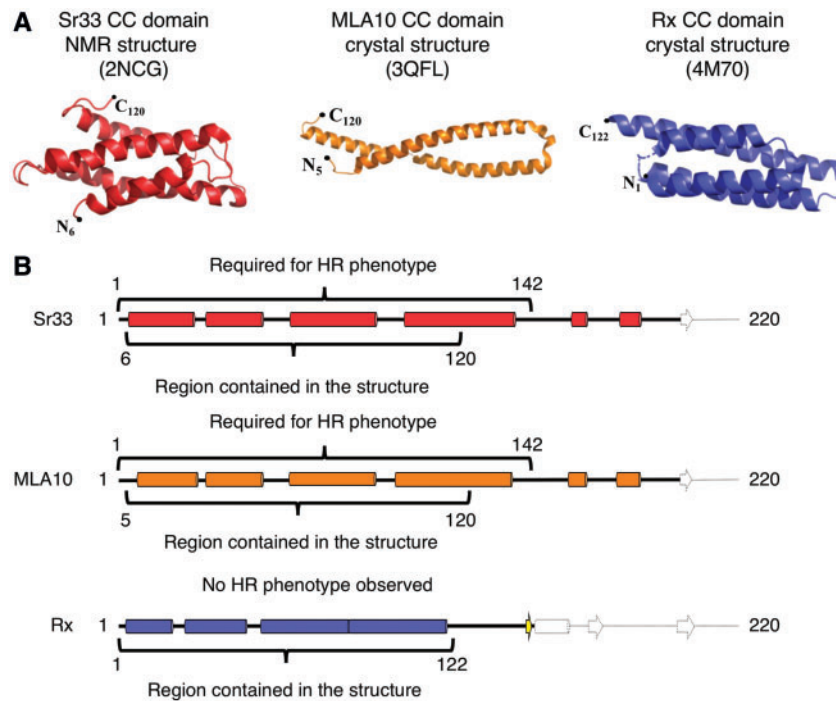 A
Sr33 CC domain
NMR structure
(2NCG)
MLA10 CC domain
crystal structure
(3QFL)
Rx CC domain
crystal structure
(4M70)
C120
N6
C120
N5
C122
N1
B
Required for HR phenotype
1 142
Sr33 1 220
6 120
Region contained in the structure
Required for HR phenotype
1 142
MLA10 1 220
5 120
Region contained in the structure
No HR phenotype observed
Rx 1 220
1 122
Region contained in the structure